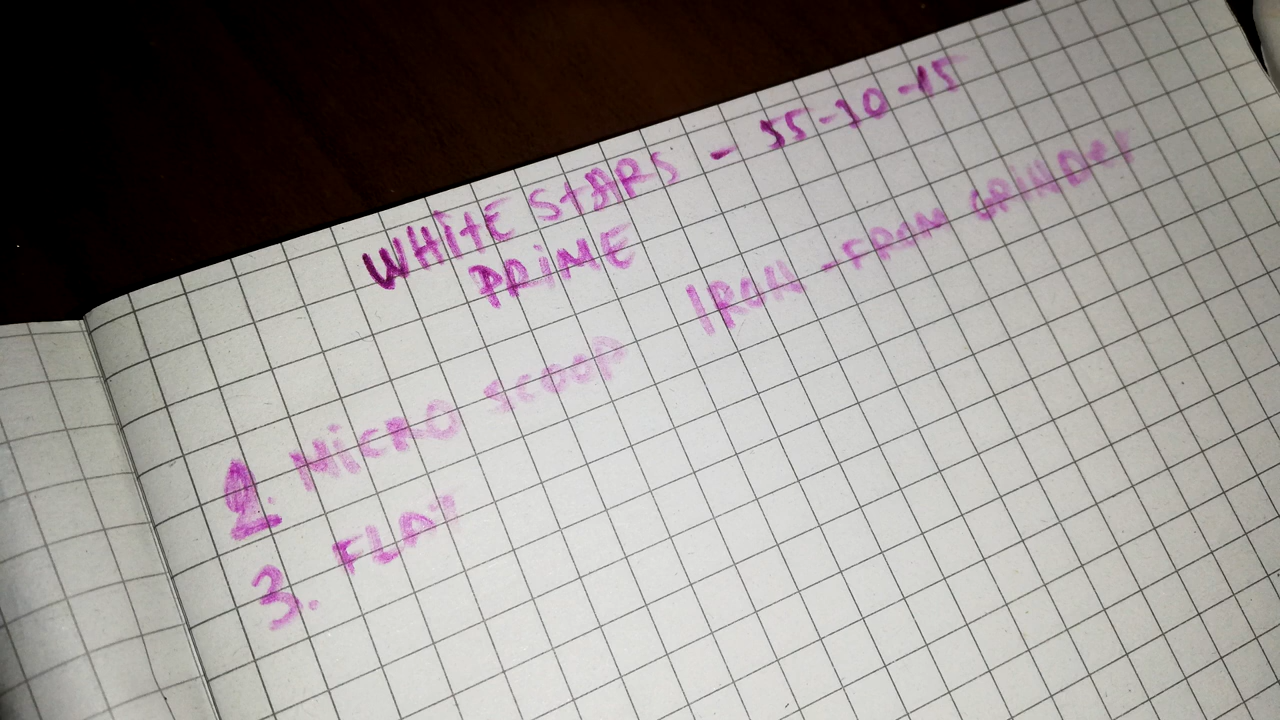 WHitE StARS - 55-10-15
PRiME
IRON - FROM GRiNDer
2. MiCRO SCOOP
3. FLAT